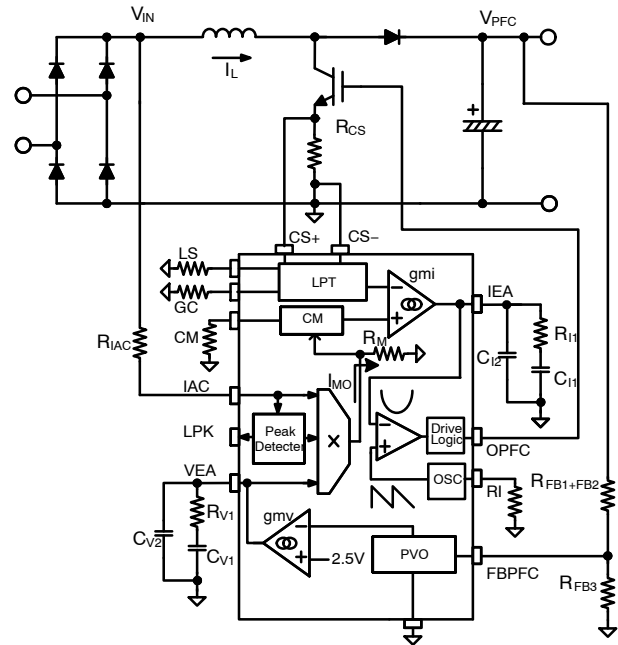 VIN
VPFC
IL
RCS
CS+
CS−
LS
GC
LPT
gmi
IEA
CM
CM
RM
RIAC
RI1
CI2
CI1
IAC
IMO
LPK
Peak
Detecter
X
Drive
Logic
OPFC
VEA
OSC
RI
RFB1+FB2
RV1
CV2
CV1
gmv
2.5V
PVO
FBPFC
RFB3